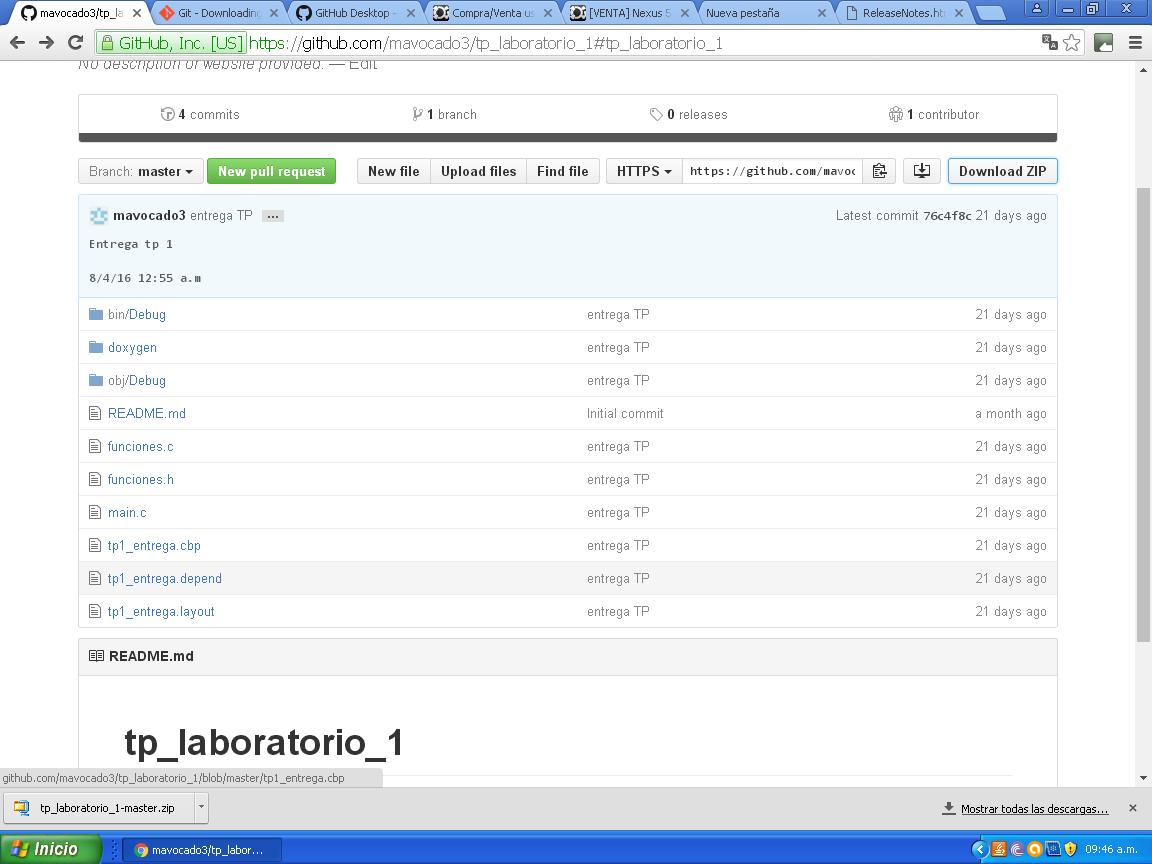 mavocado3/tp_la
Git - Downloading
GitHub Desktop -
Compra/Venta us
[VENTA] Nexus 5
Nueva pestaña
ReleaseNotes.htm
GitHub, Inc. [US] https://github.com/mavocado3/tp_laboratorio_1#tp_laboratorio_1
No description or website provided. — Edit
4 commits
1 branch
0 releases
1 contributor
Branch: master
New pull request
New file
Upload files
Find file
HTTPS
https://github.com/mavoc
Download ZIP
mavocado3 entrega TP ...
Latest commit 76c4f8c 21 days ago
Entrega tp 1
8/4/16 12:55 a.m
bin/Debug entrega TP 21 days ago
doxygen entrega TP 21 days ago
obj/Debug entrega TP 21 days ago
README.md Initial commit a month ago
funciones.c entrega TP 21 days ago
funciones.h entrega TP 21 days ago
main.c entrega TP 21 days ago
tp1_entrega.cbp entrega TP 21 days ago
tp1_entrega.depend entrega TP 21 days ago
tp1_entrega.layout entrega TP 21 days ago
README.md
tp_laboratorio_1
github.com/mavocado3/tp_laboratorio_1/blob/master/tp1_entrega.cbp
tp_laboratorio_1-master.zip
Mostrar todas las descargas...
Inicio
mavocado3/tp_labor...
09:46 a.m.